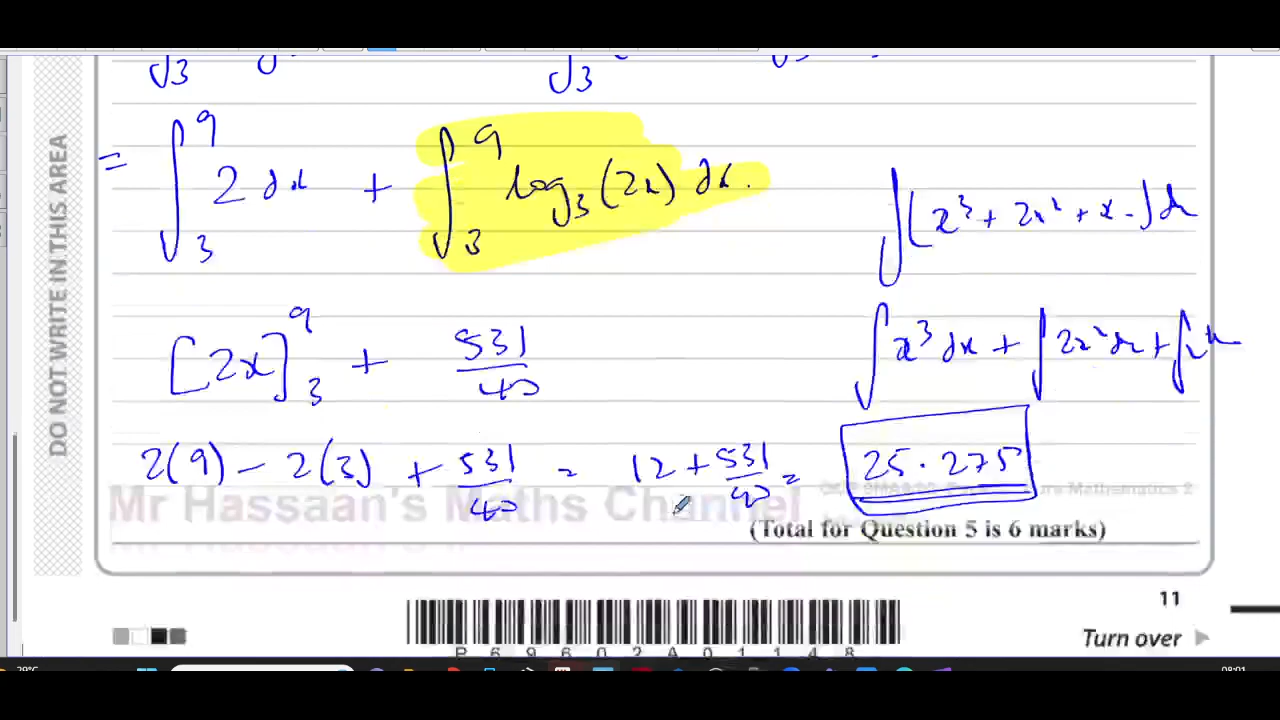 = ∫₃⁹ 2 dx + ∫₃⁹ log₃(2x) dx.
∫(x³ + 2x² + x - ) dx
[2x]₃⁹ + 531/40
∫x³ dx + ∫2x² dx +
2(9) - 2(3) + 531/40 = 12 + 531/40 = 25.275
Mr Hassaan's Maths Channel
(Total for Question 5 is 6 marks)
DO NOT WRITE IN THIS AREA
11
Turn over
P69602A01148